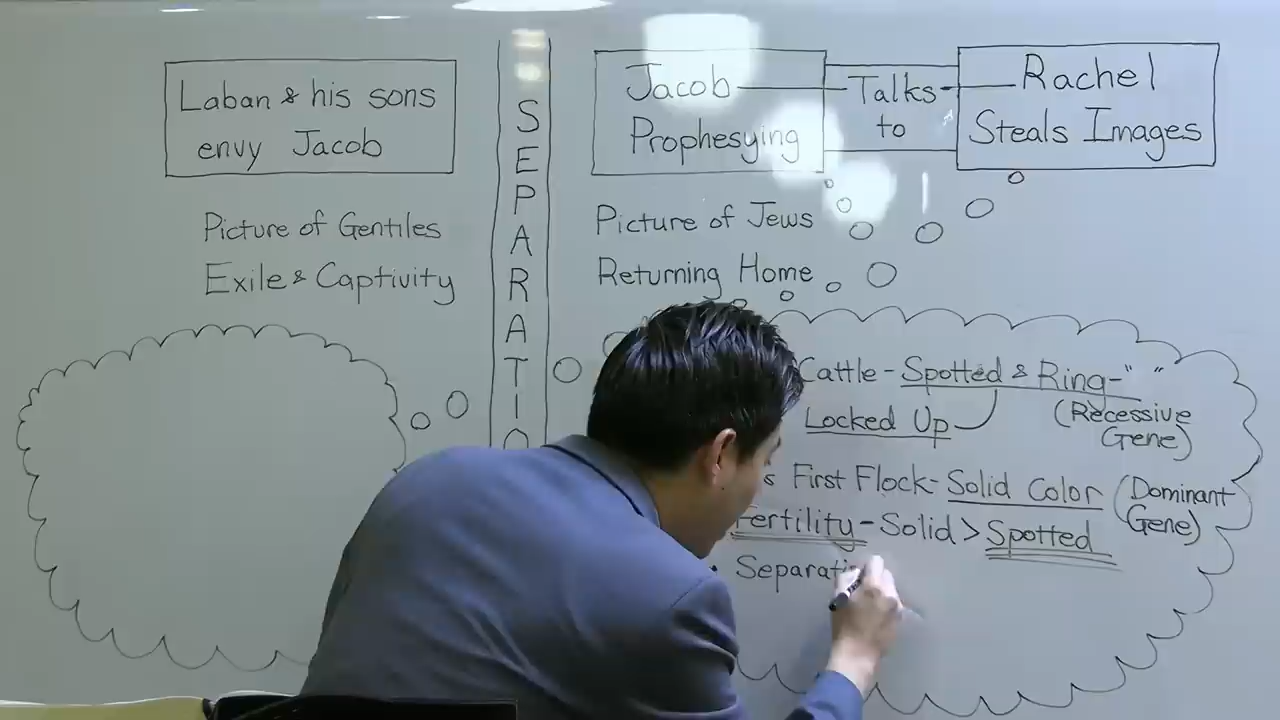 Laban & his sons
envy Jacob
Picture of Gentiles
Exile & Captivity
SEPARATIO
Jacob
Prophesying
Talks
to
Rachel
Steals Images
Picture of Jews
Returning Home
Cattle - Spotted & Ring - " "
Locked Up
(Recessive
Gene)
First Flock - Solid Color (Dominant
Gene)
Fertility - Solid > Spotted
• Separati